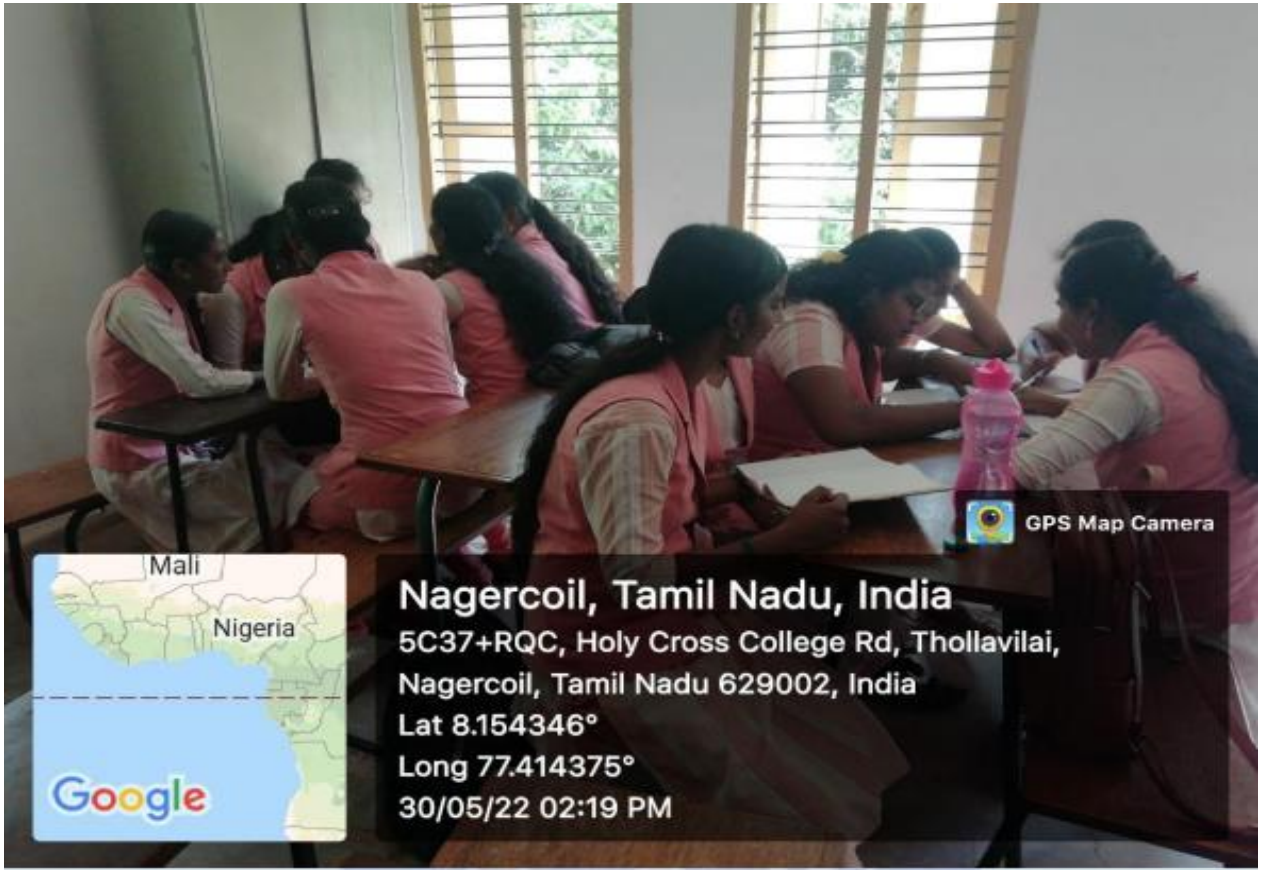 GPS Map Camera
Mali
Nigeria
Google
Nagercoil, Tamil Nadu, India
5C37+RQC, Holy Cross College Rd, Thollavilai,
Nagercoil, Tamil Nadu 629002, India
Lat 8.154346°
Long 77.414375°
30/05/22 02:19 PM